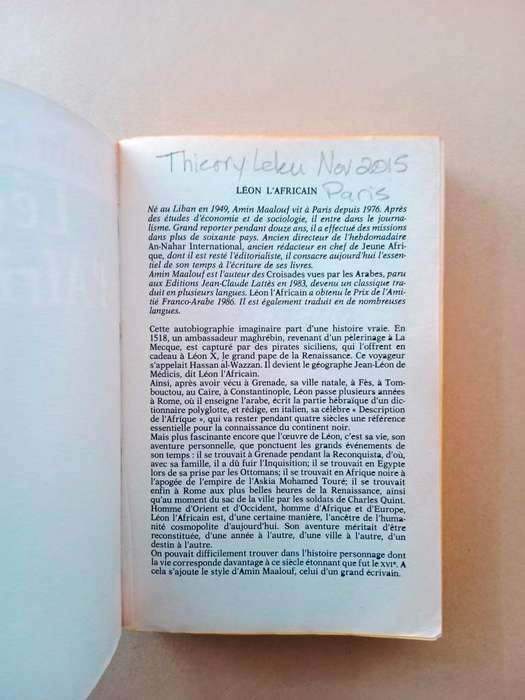 Thierry Leku Nov 2015
Paris
LÉON L'AFRICAIN
Né au Liban en 1949, Amin Maalouf vit à Paris depuis 1976. Après
des études d'économie et de sociologie, il entre dans le journa-
lisme. Grand reporter pendant douze ans, il a effectué des missions
dans plus de soixante pays. Ancien directeur de l'hebdomadaire
An-Nahar International, ancien rédacteur en chef de Jeune Afri-
que, dont il est resté l'éditorialiste, il consacre aujourd'hui l'essen-
tiel de son temps à l'écriture de ses livres.
Amin Maalouf est l'auteur des Croisades vues par les Arabes, paru
aux Editions Jean-Claude Lattès en 1983, devenu un classique tra-
duit en plusieurs langues. Léon l'Africain a obtenu le Prix de l'Ami-
tié Franco-Arabe 1986. Il est également traduit en de nombreuses
langues.
Cette autobiographie imaginaire part d'une histoire vraie. En
1518, un ambassadeur maghrébin, revenant d'un pèlerinage à La
Mecque, est capturé par des pirates siciliens, qui l'offrent en
cadeau à Léon X, le grand pape de la Renaissance. Ce voyageur
s'appelait Hassan al-Wazzan. Il devient le géographe Jean-Léon de
Médicis, dit Léon l'Africain.
Ainsi, après avoir vécu à Grenade, sa ville natale, à Fès, à Tom-
bouctou, au Caire, à Constantinople, Léon passe plusieurs années
à Rome, où il enseigne l'arabe, écrit la partie hébraïque d'un dic-
tionnaire polyglotte, et rédige, en italien, sa célèbre « Description
de l'Afrique », qui va rester pendant quatre siècles une référence
essentielle pour la connaissance du continent noir.
Mais plus fascinante encore que l'œuvre de Léon, c'est sa vie, son
aventure personnelle, que ponctuent les grands événements de
son temps : il se trouvait à Grenade pendant la Reconquista, d'où,
avec sa famille, il a dû fuir l'Inquisition; il se trouvait en Egypte
lors de sa prise par les Ottomans; il se trouvait en Afrique noire à
l'apogée de l'empire de l'Askia Mohamed Touré; il se trouvait
enfin à Rome aux plus belles heures de la Renaissance, ainsi
qu'au moment du sac de la ville par les soldats de Charles Quint.
Homme d'Orient et d'Occident, homme d'Afrique et d'Europe,
Léon l'Africain est, d'une certaine manière, l'ancêtre de l'huma-
nité cosmopolite d'aujourd'hui. Son aventure méritait d'être
reconstituée, d'une année à l'autre, d'une ville à l'autre, d'un
destin à l'autre.
On pouvait difficilement trouver dans l'histoire personnage dont
la vie corresponde davantage à ce siècle étonnant que fut le XVIe. A
cela s'ajoute le style d'Amin Maalouf, celui d'un grand écrivain.